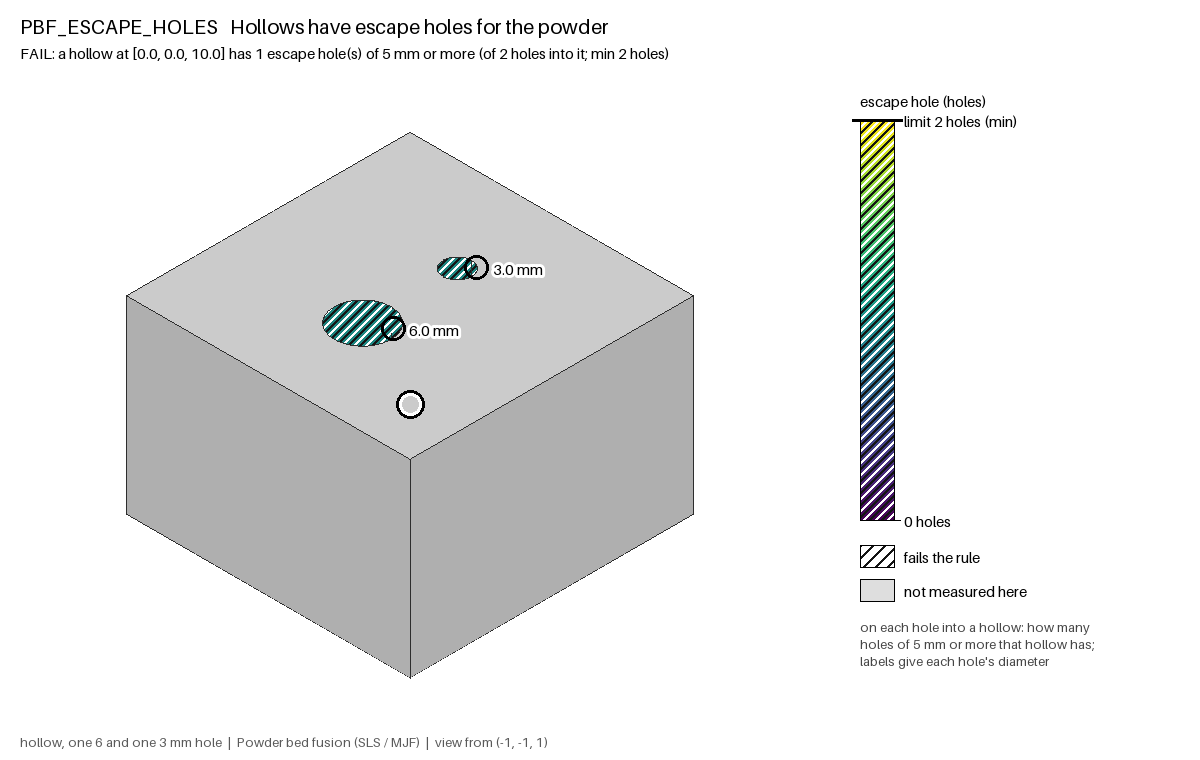 PBF_ESCAPE_HOLES Hollows have escape holes for the powder
FAIL: a hollow at [0.0, 0.0, 10.0] has 1 escape hole(s) of 5 mm or more (of 2 holes into it; min 2 holes)
escape hole (holes)
limit 2 holes (min)
3.0 mm
6.0 mm
0 holes
fails the rule
not measured here
on each hole into a hollow: how many
holes of 5 mm or more that hollow has;
labels give each hole's diameter
hollow, one 6 and one 3 mm hole | Powder bed fusion (SLS / MJF) | view from (-1, -1, 1)